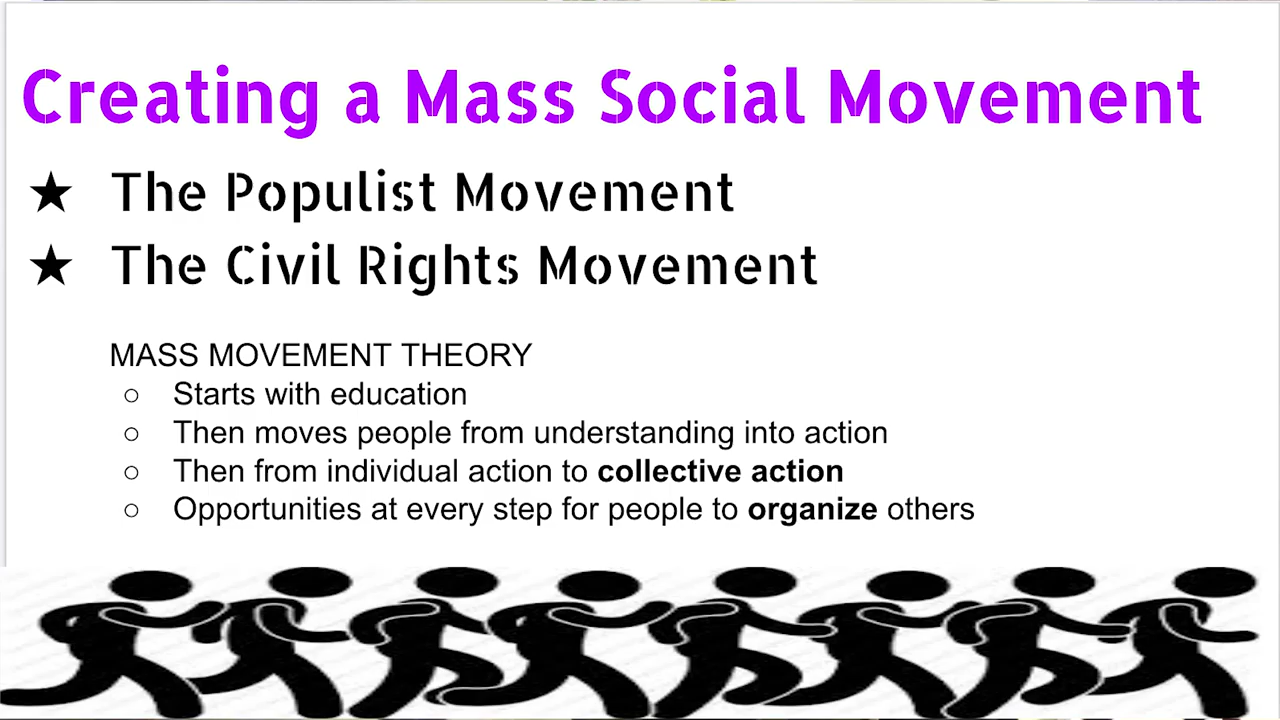 Creating a Mass Social Movement
★ The Populist Movement
★ The Civil Rights Movement
MASS MOVEMENT THEORY
○ Starts with education
○ Then moves people from understanding into action
○ Then from individual action to collective action
○ Opportunities at every step for people to organize others